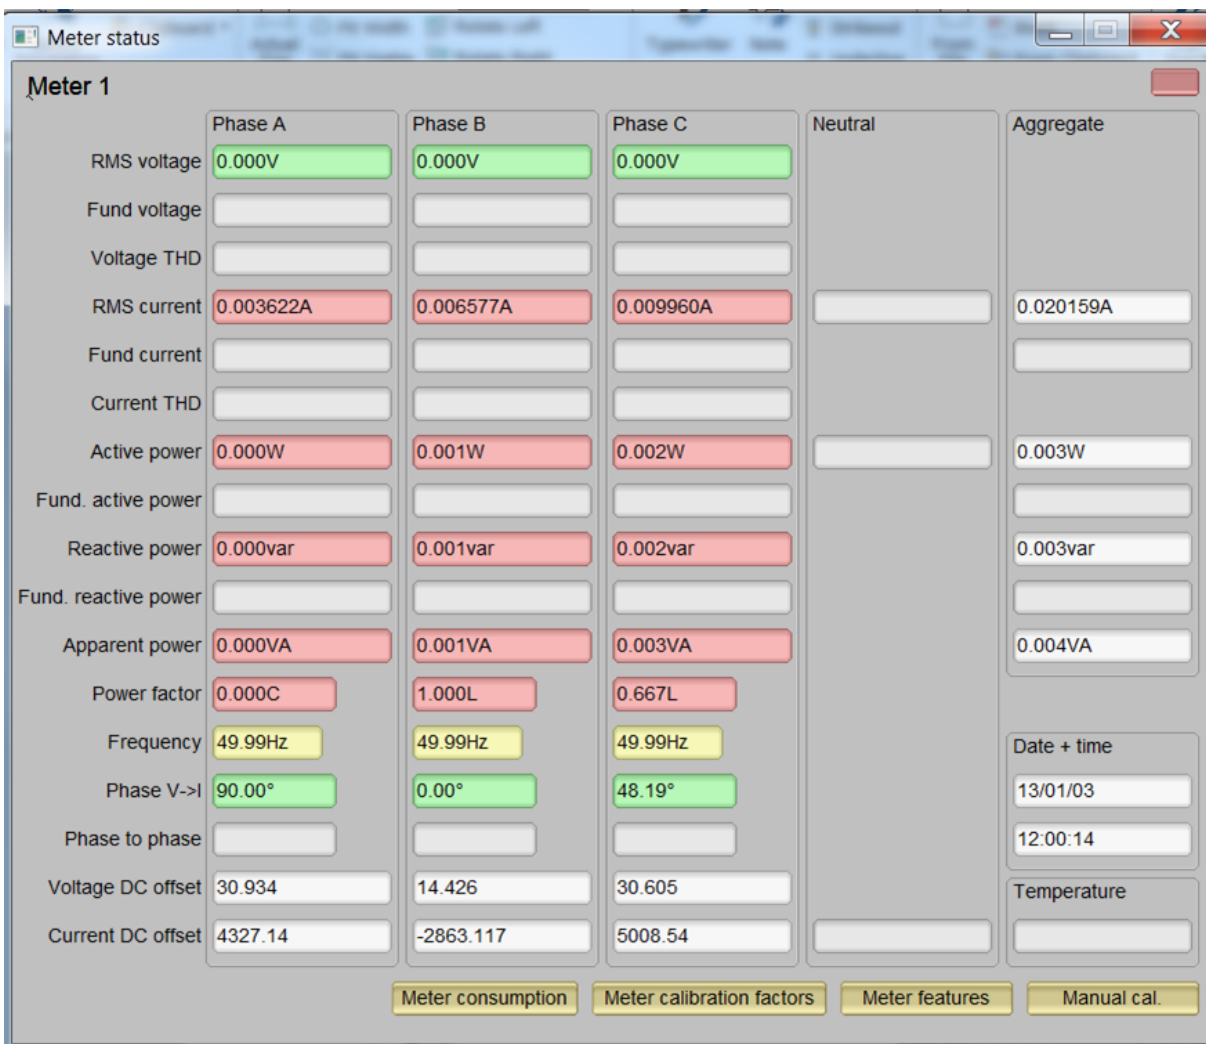 Meter status
Meter 1
Phase A Phase B Phase C Neutral Aggregate
RMS voltage 0.000V 0.000V 0.000V
Fund voltage
Voltage THD
RMS current 0.003622A 0.006577A 0.009960A 0.020159A
Fund current
Current THD
Active power 0.000W 0.001W 0.002W 0.003W
Fund. active power
Reactive power 0.000var 0.001var 0.002var 0.003var
Fund. reactive power
Apparent power 0.000VA 0.001VA 0.003VA 0.004VA
Power factor 0.000C 1.000L 0.667L
Frequency 49.99Hz 49.99Hz 49.99Hz Date + time
Phase V->I 90.00° 0.00° 48.19° 13/01/03
Phase to phase 12:00:14
Voltage DC offset 30.934 14.426 30.605 Temperature
Current DC offset 4327.14 -2863.117 5008.54
Meter consumption Meter calibration factors Meter features Manual cal.